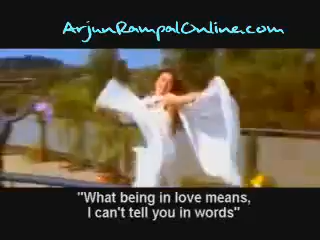 ArjunRampalOnline.com
"What being in love means,
I can't tell you in words"